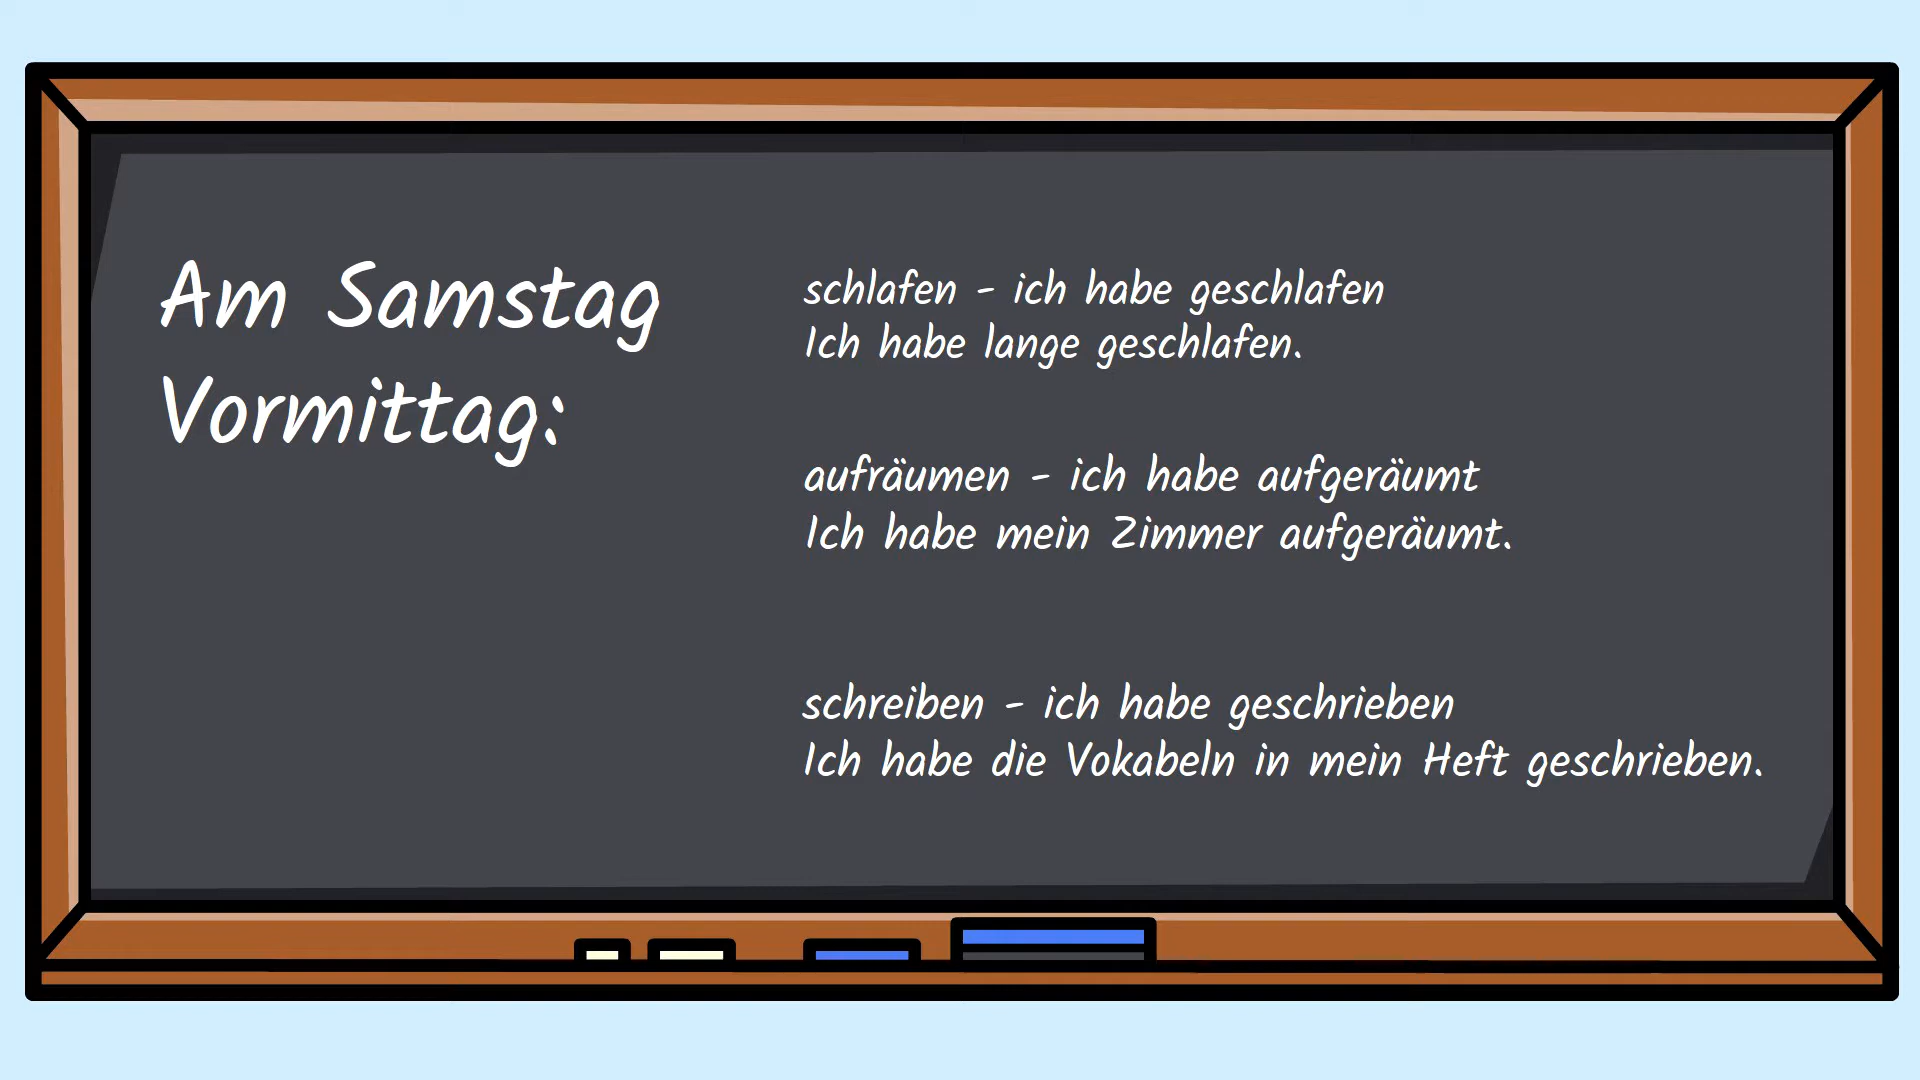 Am Samstag
Vormittag:
schlafen - ich habe geschlafen
Ich habe lange geschlafen.
aufräumen - ich habe aufgeräumt
Ich habe mein Zimmer aufgeräumt.
schreiben - ich habe geschrieben
Ich habe die Vokabeln in mein Heft geschrieben.